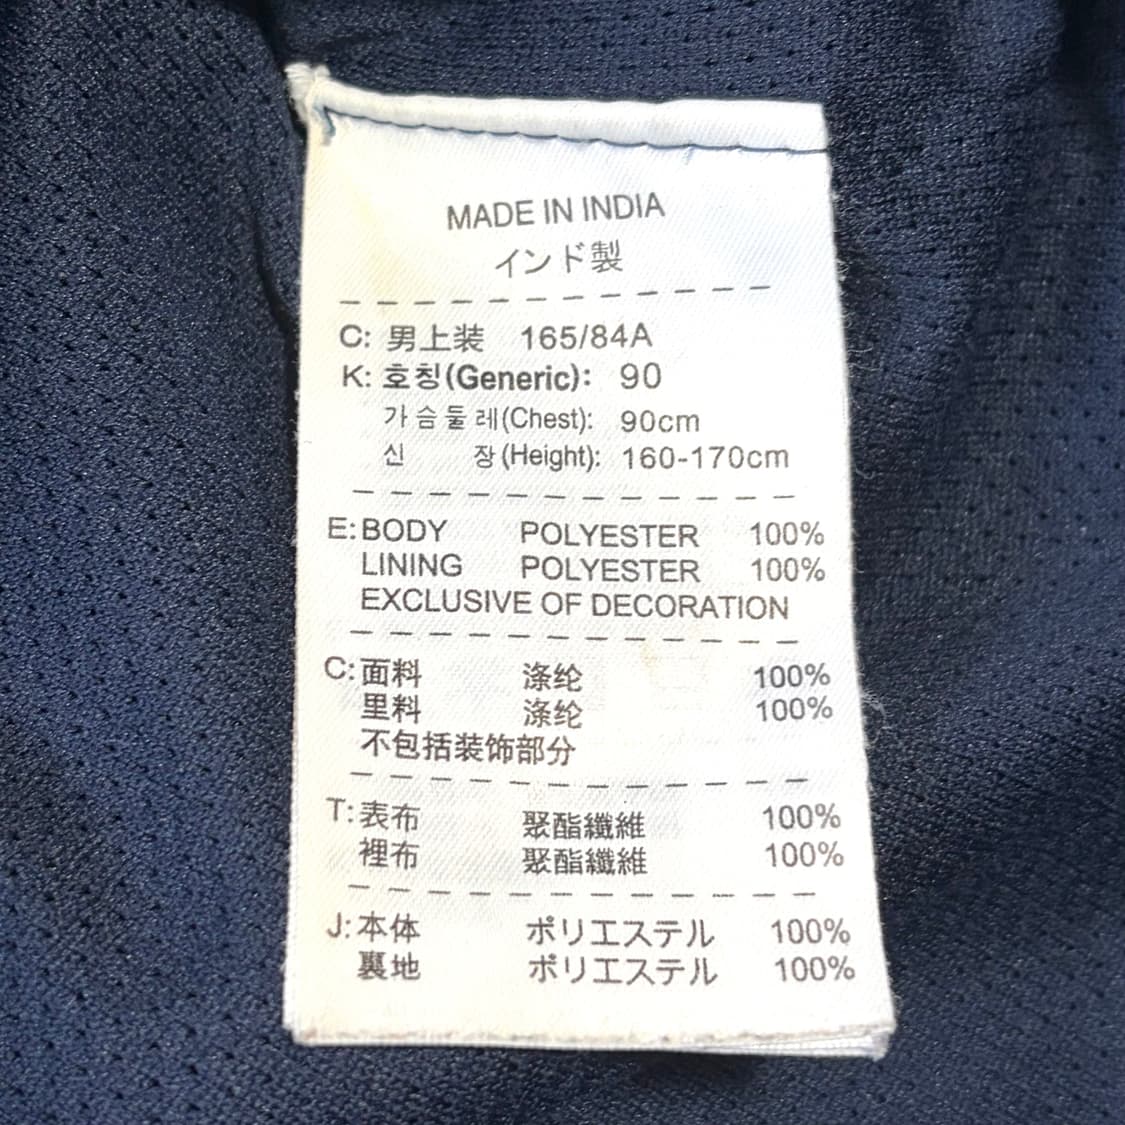 MADE IN INDIA
インド製
C: 男上装 165/84A
K: 호칭(Generic): 90
가슴둘레(Chest): 90cm
신 장(Height): 160-170cm
E: BODY POLYESTER 100%
LINING POLYESTER 100%
EXCLUSIVE OF DECORATION
C: 面料 涤纶 100%
里料 涤纶 100%
不包括装饰部分
T: 表布 聚酯纖維 100%
裡布 聚酯纖維 100%
J: 本体 ポリエステル 100%
裏地 ポリエステル 100%